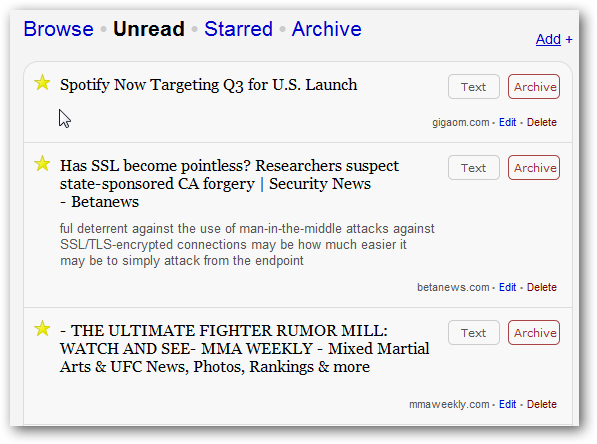 Browse • Unread • Starred • Archive
Add +
Spotify Now Targeting Q3 for U.S. Launch
Text
Archive
gigaom.com • Edit • Delete
Has SSL become pointless? Researchers suspect
state-sponsored CA forgery | Security News
- Betanews
Text
Archive
ful deterrent against the use of man-in-the-middle attacks against
SSL/TLS-encrypted connections may be how much easier it
may be to simply attack from the endpoint
betanews.com • Edit • Delete
- THE ULTIMATE FIGHTER RUMOR MILL:
WATCH AND SEE- MMA WEEKLY - Mixed Martial
Arts & UFC News, Photos, Rankings & more
Text
Archive
mmaweekly.com • Edit • Delete